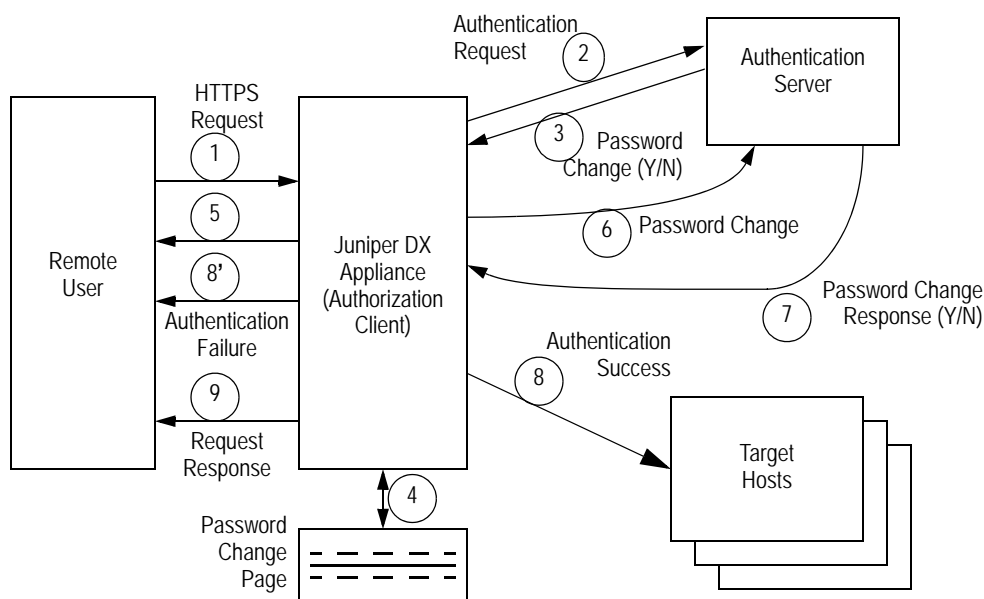 Authentication
Request
2
Authentication
Server
HTTPS
Request
1
3
Password
Change (Y/N)
5
6
Password Change
Remote
User
Juniper DX
Appliance
(Authorization
Client)
8'
Authentication
Failure
7
Password Change
Response (Y/N)
Authentication
Success
8
9
Request
Response
Target
Hosts
4
Password
Change
Page